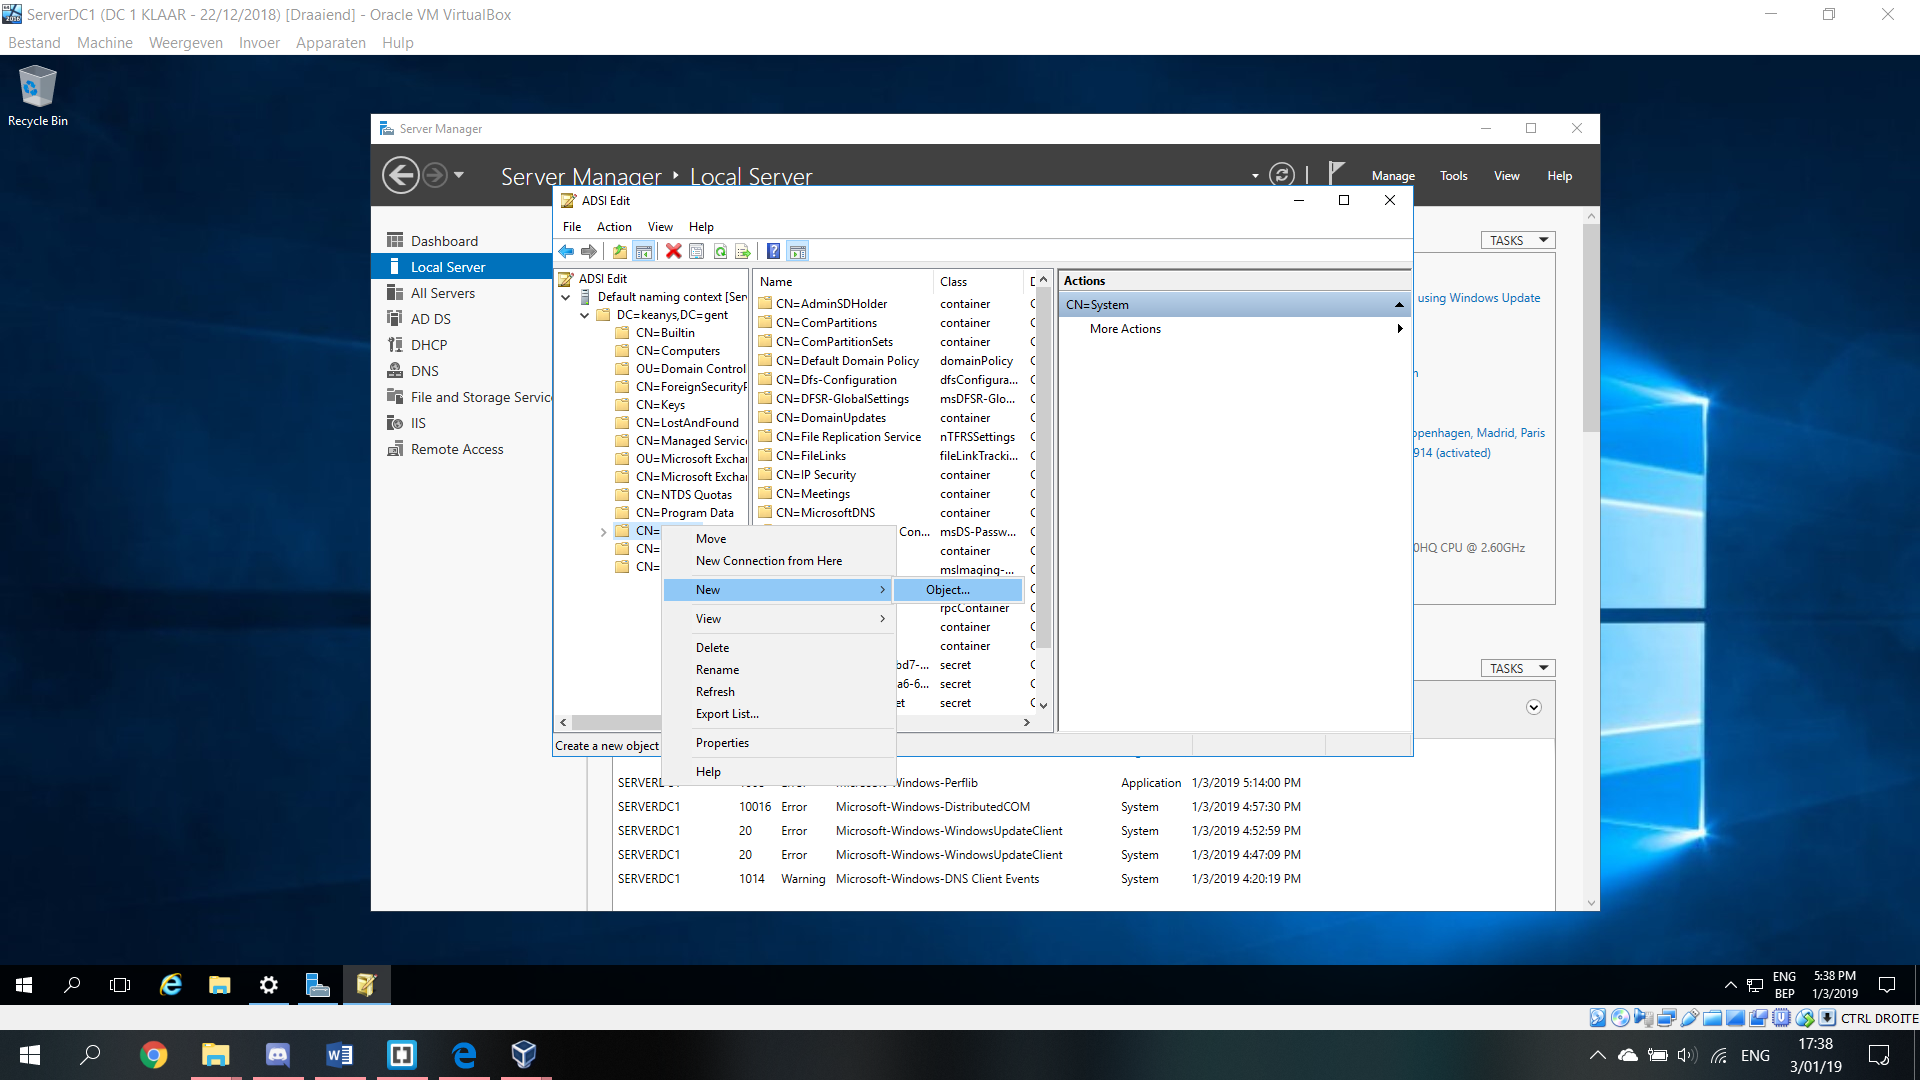 ServerDC1 (DC 1 KLAAR - 22/12/2018) [Draaiend] - Oracle VM VirtualBox
Bestand Machine Weergeven Invoer Apparaten Hulp
Recycle Bin
Server Manager
Server Manager Local Server
Manage Tools View Help
Dashboard
Local Server
All Servers
AD DS
DHCP
DNS
File and Storage Servic
IIS
Remote Access
ADSI Edit
File Action View Help
ADSI Edit
Default naming context [Ser
DC=keanys,DC=gent
CN=Builtin
CN=Computers
OU=Domain Control
CN=ForeignSecurityP
CN=Keys
CN=LostAndFound
CN=Managed Servic
OU=Microsoft Excha
CN=Microsoft Exchan
CN=NTDS Quotas
CN=Program Data
CN=
CN=
CN=
Name Class
CN=AdminSDHolder container
CN=ComPartitions container
CN=ComPartitionSets container
CN=Default Domain Policy domainPolicy
CN=Dfs-Configuration dfsConfigura...
CN=DFSR-GlobalSettings msDFSR-Glo...
CN=DomainUpdates container
CN=File Replication Service nTFRSSettings
CN=FileLinks fileLinkTracki...
CN=IP Security container
CN=Meetings container
CN=MicrosoftDNS container
Con... msDS-Passw...
container
msImaging-...
rpcContainer
container
container
bd7-... secret
a6-6... secret
et secret
Actions
CN=System
More Actions
Move
New Connection from Here
New
Object...
View
Delete
Rename
Refresh
Export List...
Properties
Help
Create a new object
TASKS
using Windows Update
openhagen, Madrid, Paris
914 (activated)
0HQ CPU @ 2.60GHz
TASKS
Windows-Perflib Application 1/3/2019 5:14:00 PM
SERVERDC1 10016 Error Microsoft-Windows-DistributedCOM System 1/3/2019 4:57:30 PM
SERVERDC1 20 Error Microsoft-Windows-WindowsUpdateClient System 1/3/2019 4:52:59 PM
SERVERDC1 20 Error Microsoft-Windows-WindowsUpdateClient System 1/3/2019 4:47:09 PM
SERVERDC1 1014 Warning Microsoft-Windows-DNS Client Events System 1/3/2019 4:20:19 PM
ENG
BEP
5:38 PM
1/3/2019
CTRL DROITE
ENG
17:38
3/01/19